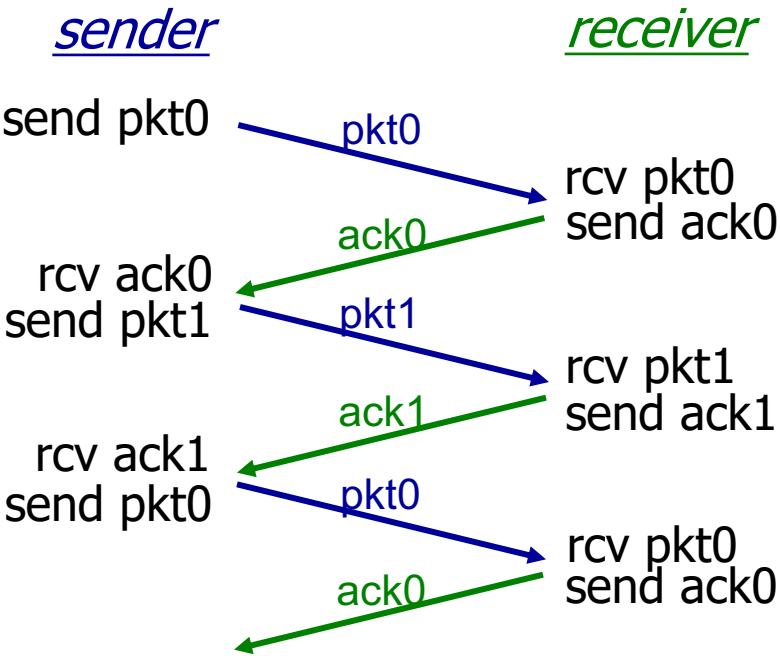 sender
receiver
send pkt0
pkt0
rcv pkt0
send ack0
ack0
rcv ack0
send pkt1
pkt1
rcv pkt1
send ack1
ack1
rcv ack1
send pkt0
pkt0
rcv pkt0
send ack0
ack0